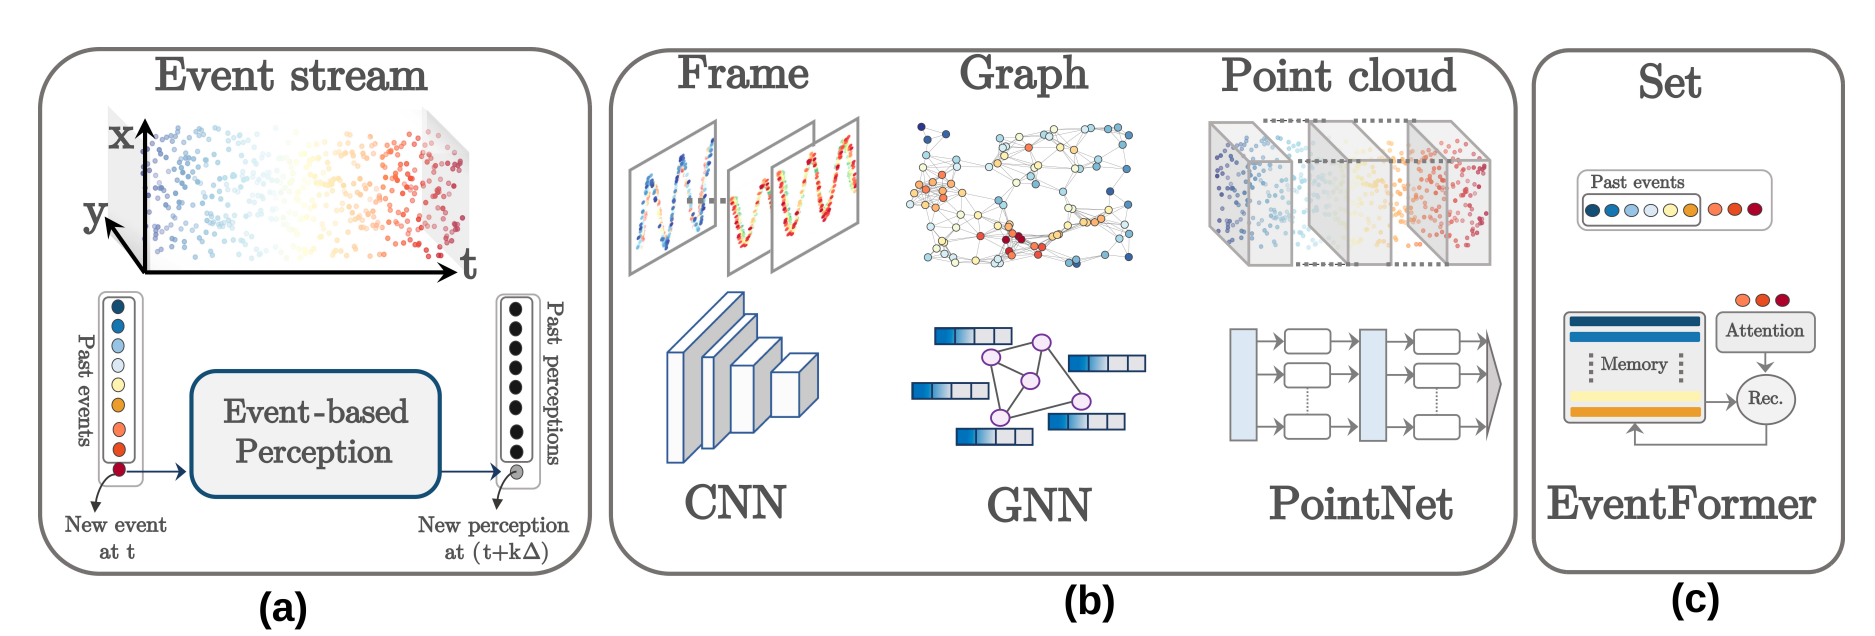 Event stream
x
y
t
Past events
Past perceptions
Event-based
Perception
New event
at t
New perception
at (t+kΔ)
(a)
Frame
Graph
Point cloud
CNN
GNN
PointNet
(b)
Set
Past events
Memory
Attention
Rec.
EventFormer
(c)